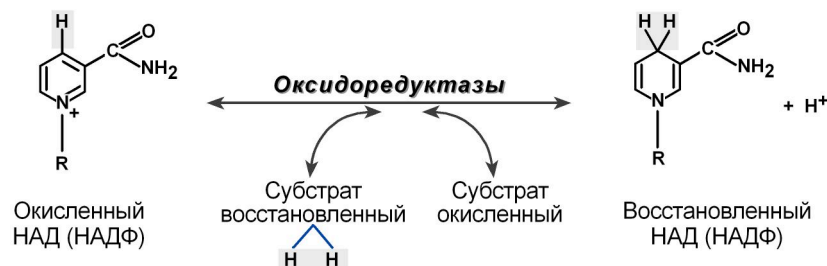 H
C
O
NH2
N
+
R
Окисленный
НАД (НАДФ)
Оксидоредуктазы
Субстрат
восстановленный
H H
Субстрат
окисленный
H H
C
O
NH2
N
R
+ H+
Восстановленный
НАД (НАДФ)